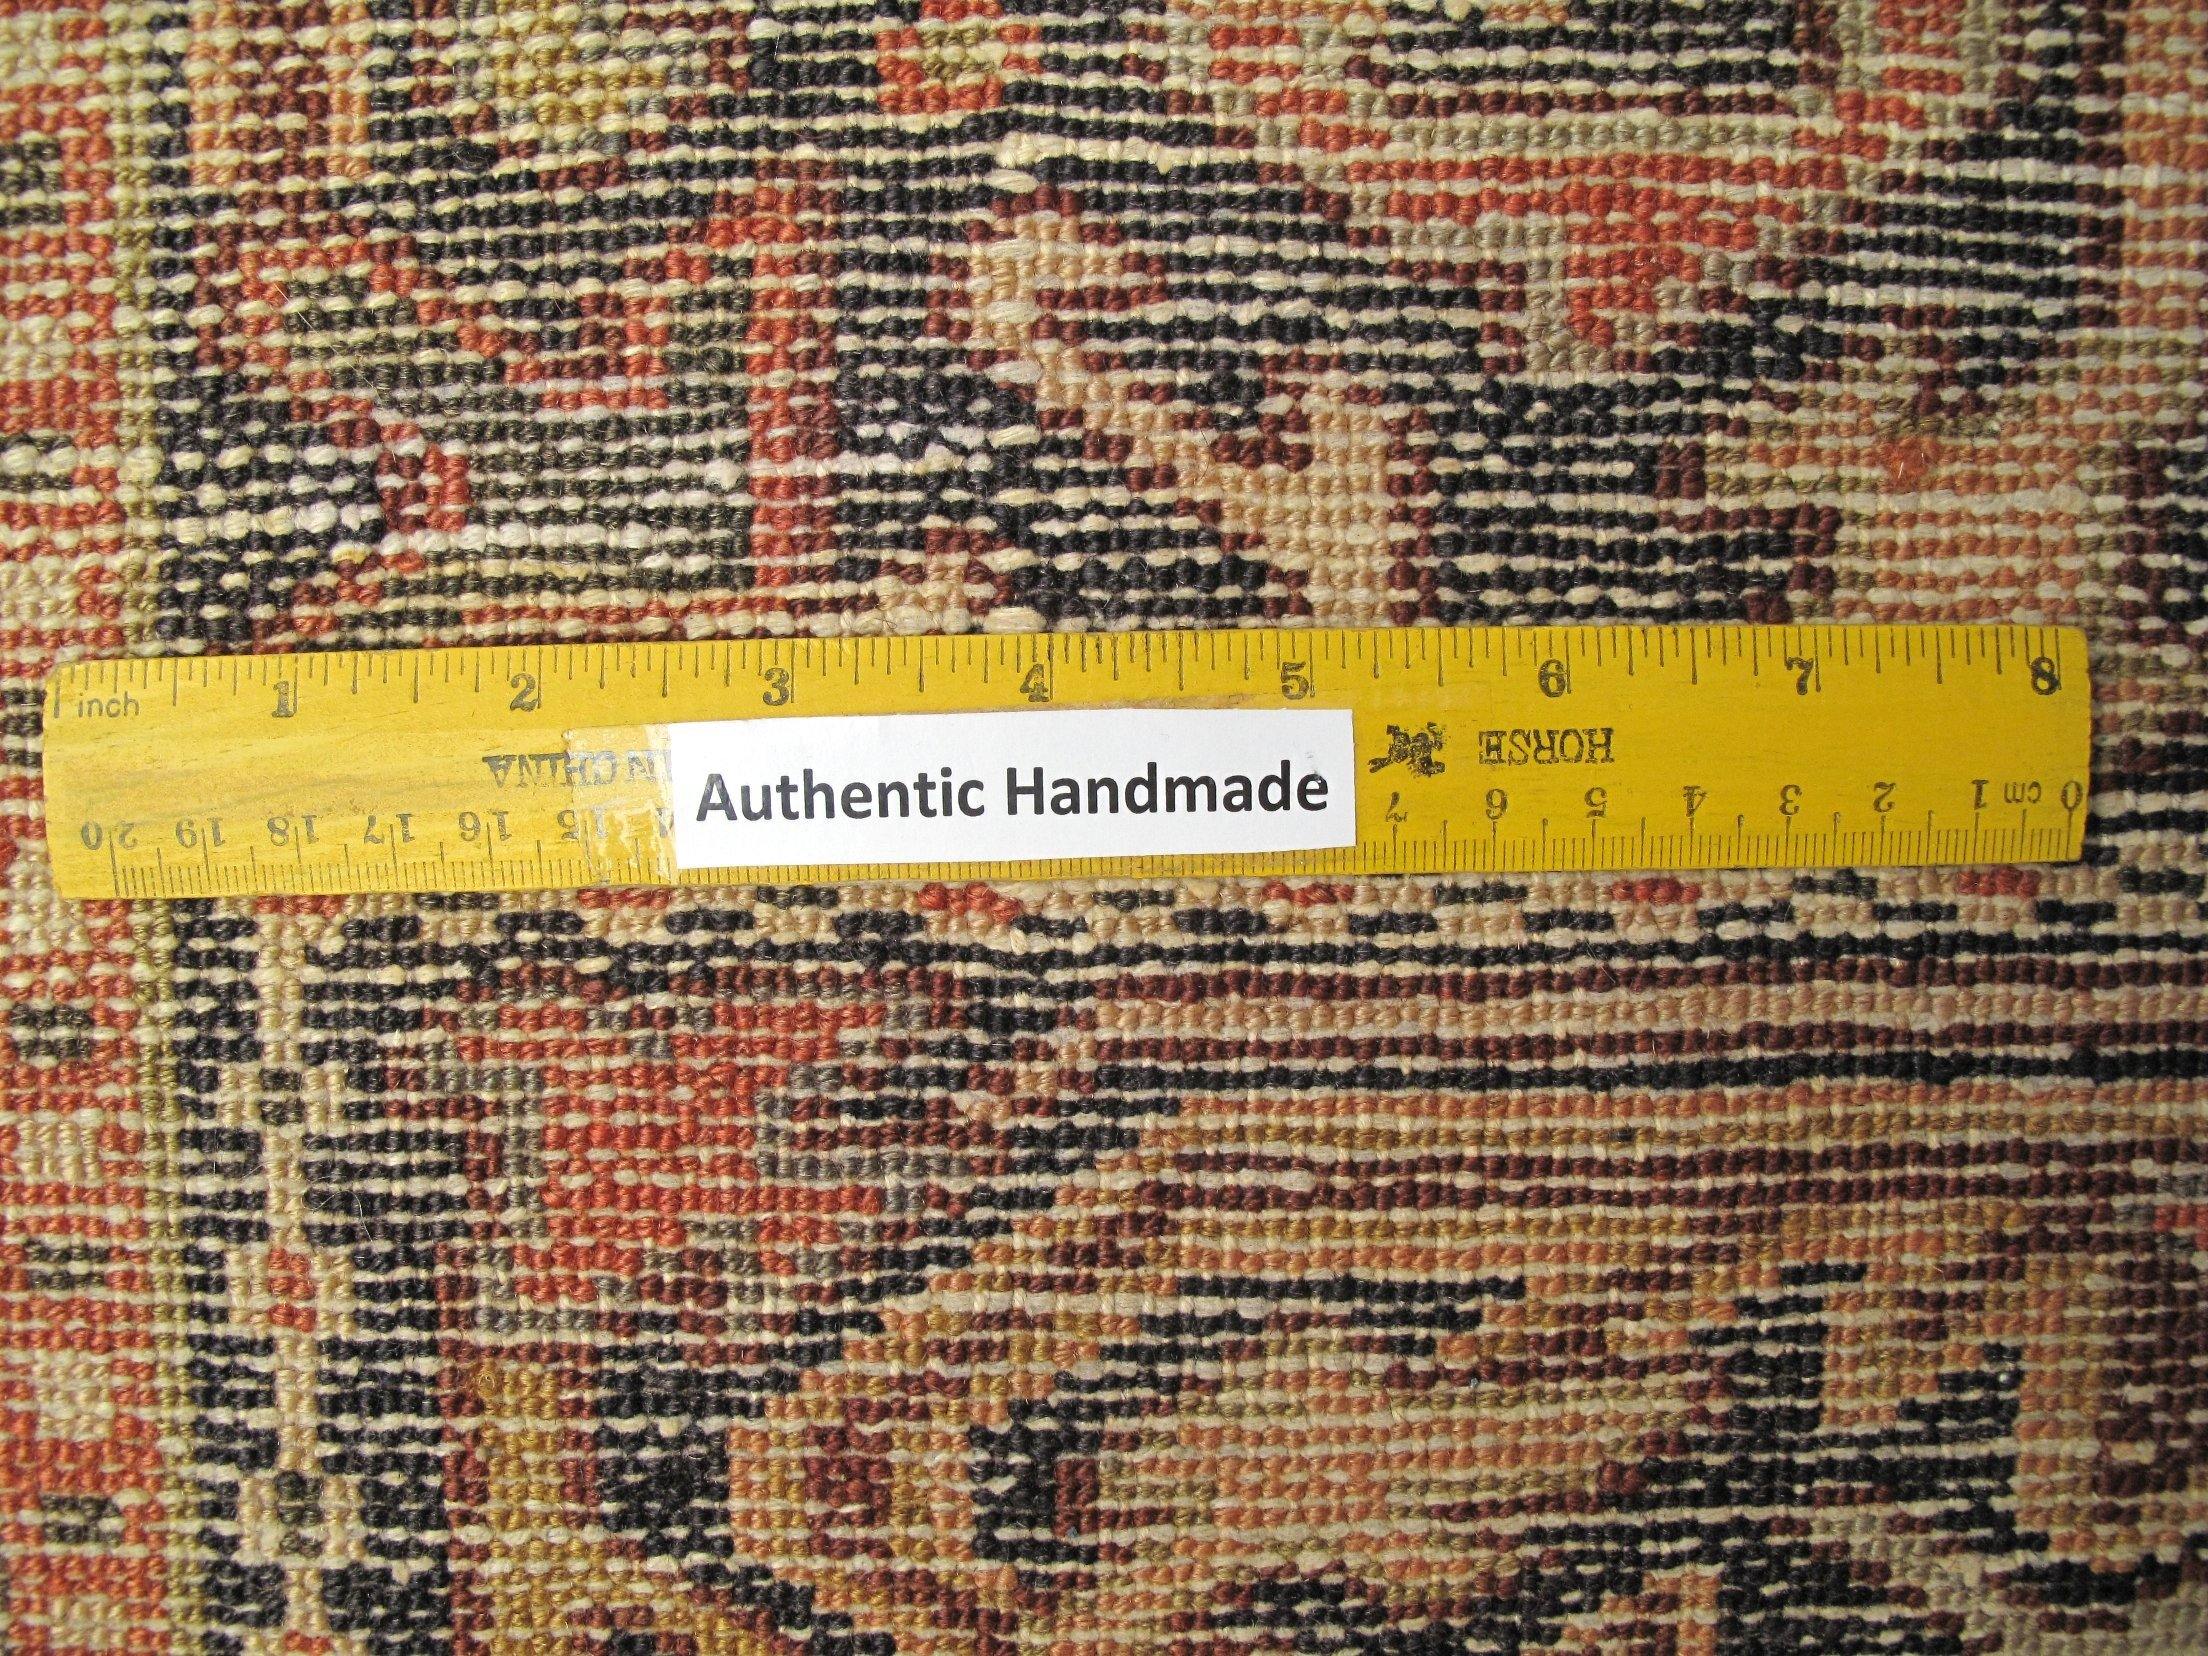 inch 1 2 3 4 5 6 7 8
Authentic Handmade
HORSE
IN CHINA
0 cm 1 2 3 4 5 6 7
15 16 17 18 19 20